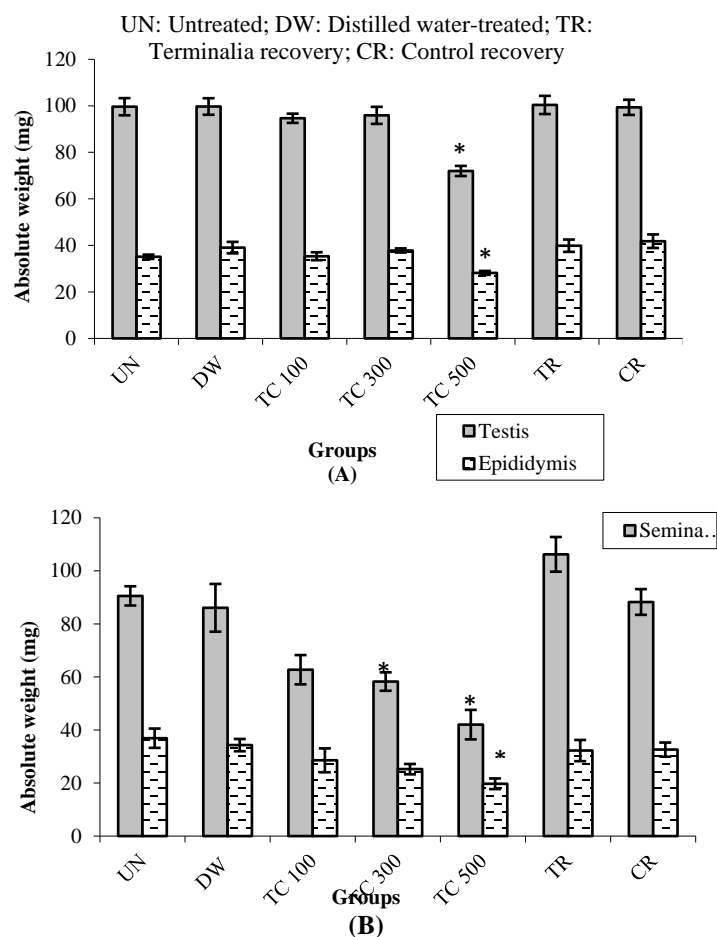 UN: Untreated; DW: Distilled water-treated; TR:
Terminalia recovery; CR: Control recovery
Absolute weight (mg)
120
100
80
60
40
20
0
*
*
UN
DW
TC 100
TC 300
TC 500
TR
CR
Groups
(A)
Testis
Epididymis
Absolute weight (mg)
120
100
80
60
40
20
0
Semina..
*
*
*
UN
DW
TC 100
TC 300
TC 500
TR
CR
Groups
(B)